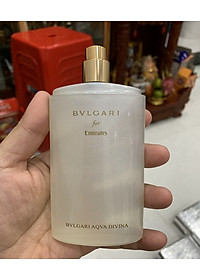 BVLGARI
for
Emirates
BVLGARI AQVA DIVINA